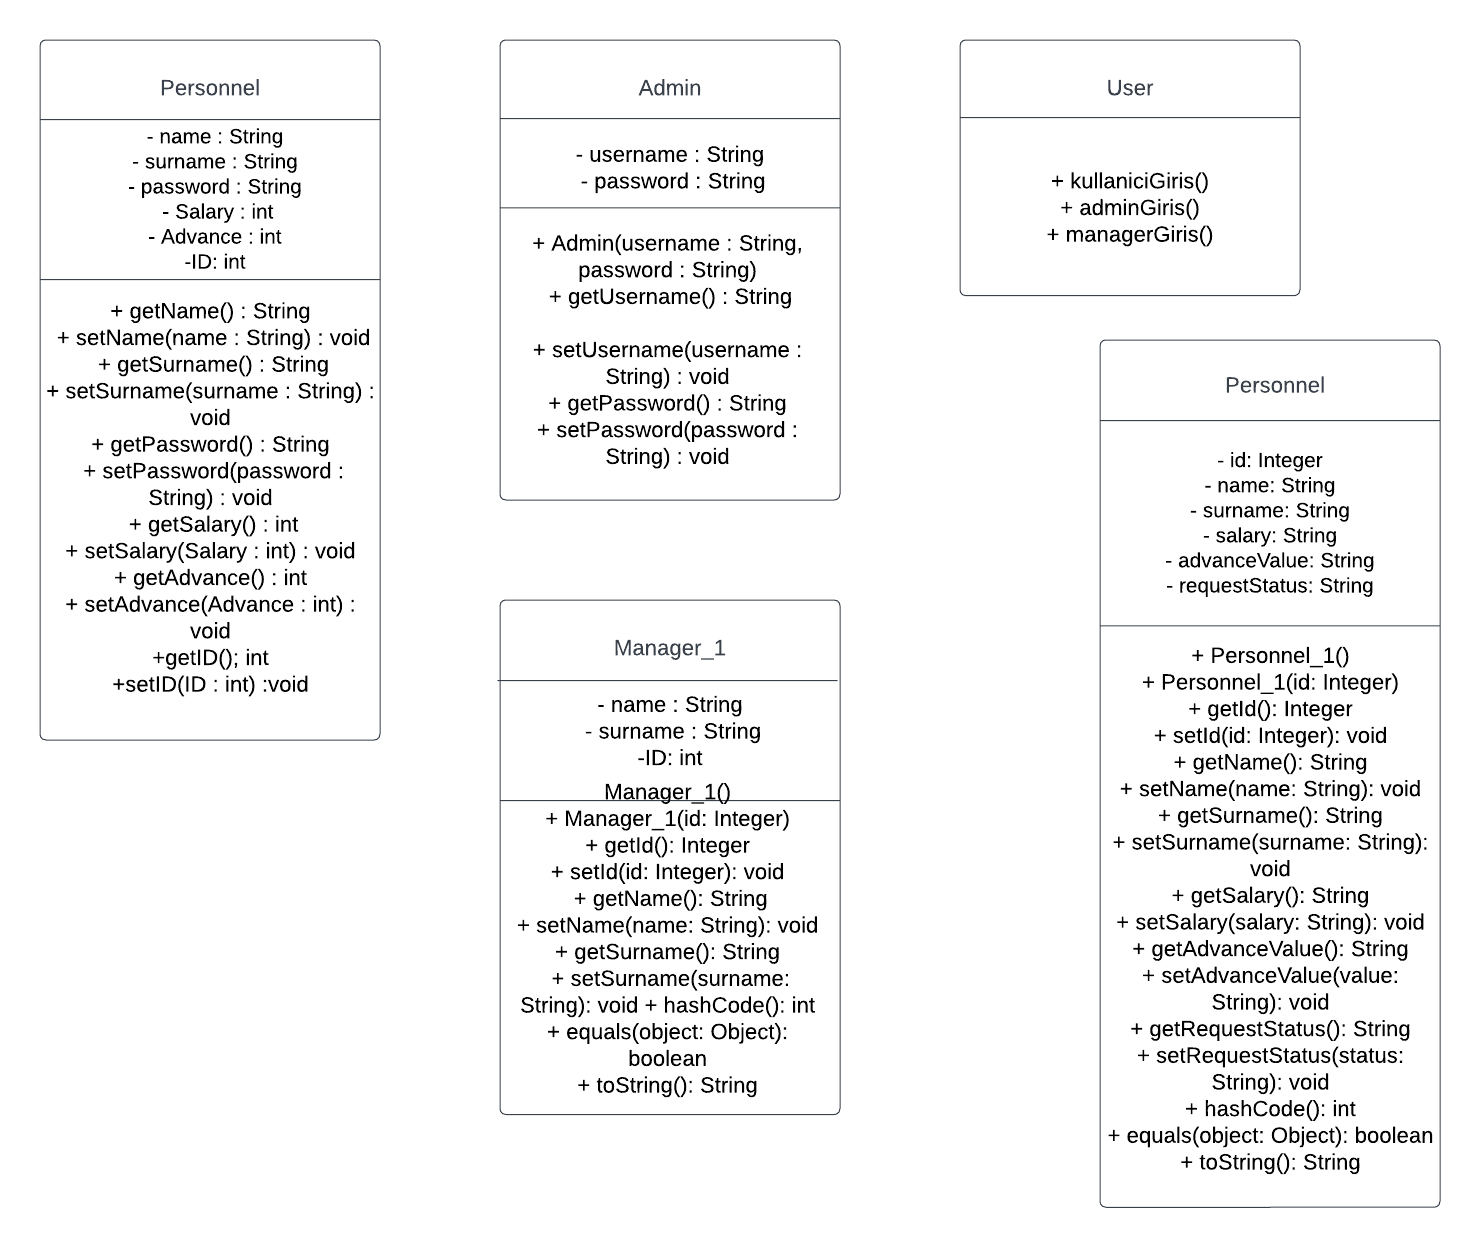 Personnel
- name : String
- surname : String
- password : String
- Salary : int
- Advance : int
-ID: int
+ getName() : String
+ setName(name : String) : void
+ getSurname() : String
+ setSurname(surname : String) :
void
+ getPassword() : String
+ setPassword(password :
String) : void
+ getSalary() : int
+ setSalary(Salary : int) : void
+ getAdvance() : int
+ setAdvance(Advance : int) :
void
+getID(); int
+setID(ID : int) :void
Admin
- username : String
- password : String
+ Admin(username : String,
password : String)
+ getUsername() : String
+ setUsername(username :
String) : void
+ getPassword() : String
+ setPassword(password :
String) : void
User
+ kullaniciGiris()
+ adminGiris()
+ managerGiris()
Manager_1
- name : String
- surname : String
-ID: int
Manager_1()
+ Manager_1(id: Integer)
+ getId(): Integer
+ setId(id: Integer): void
+ getName(): String
+ setName(name: String): void
+ getSurname(): String
+ setSurname(surname:
String): void + hashCode(): int
+ equals(object: Object):
boolean
+ toString(): String
Personnel
- id: Integer
- name: String
- surname: String
- salary: String
- advanceValue: String
- requestStatus: String
+ Personnel_1()
+ Personnel_1(id: Integer)
+ getId(): Integer
+ setId(id: Integer): void
+ getName(): String
+ setName(name: String): void
+ getSurname(): String
+ setSurname(surname: String):
void
+ getSalary(): String
+ setSalary(salary: String): void
+ getAdvanceValue(): String
+ setAdvanceValue(value:
String): void
+ getRequestStatus(): String
+ setRequestStatus(status:
String): void
+ hashCode(): int
+ equals(object: Object): boolean
+ toString(): String